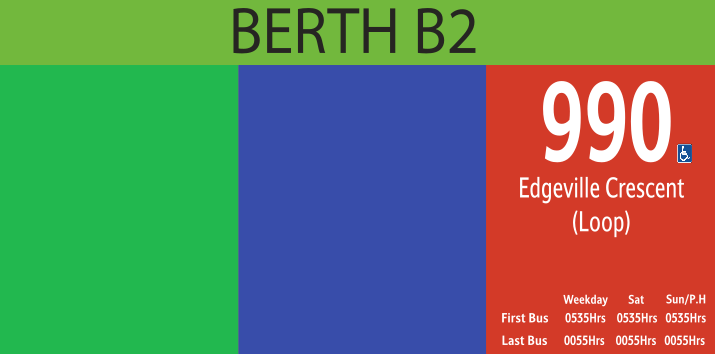 BERTH B2
990
Edgeville Crescent
(Loop)
Weekday Sat Sun/P.H
First Bus 0535Hrs 0535Hrs 0535Hrs
Last Bus 0055Hrs 0055Hrs 0055Hrs